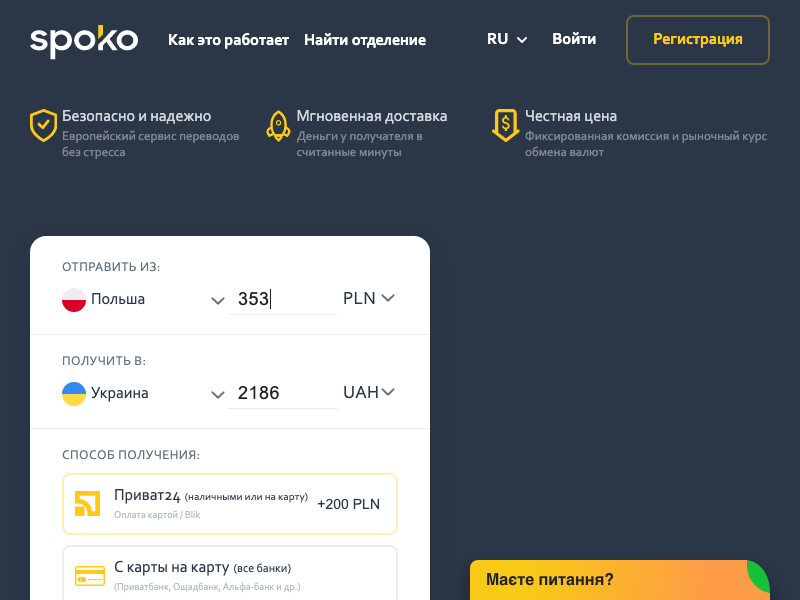 spoko
Как это работает
Найти отделение
RU
Войти
Регистрация
Безопасно и надежно
Европейский сервис переводов
без стресса
Мгновенная доставка
Деньги у получателя в
считанные минуты
Честная цена
Фиксированная комиссия и рыночный курс
обмена валют
ОТПРАВИТЬ ИЗ:
Польша
353
PLN
ПОЛУЧИТЬ В:
Украина
2186
UAH
СПОСОБ ПОЛУЧЕНИЯ:
Приват24 (наличными или на карту)
Оплата картой / Blik
+200 PLN
С карты на карту (все банки)
(Приватбанк, Ощадбанк, Альфа-банк и др.)
Маєте питання?